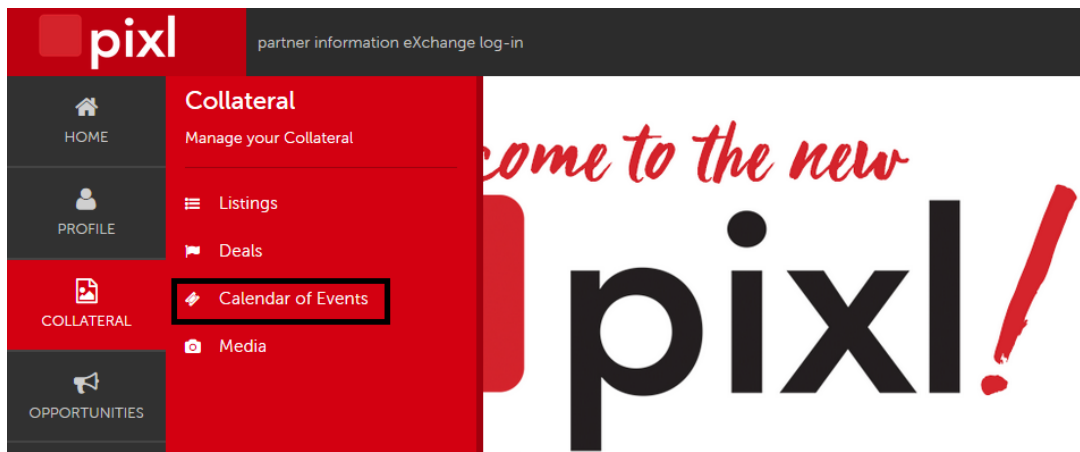 pixl
partner information eXchange log-in
HOME
PROFILE
COLLATERAL
OPPORTUNITIES
Collateral
Manage your Collateral
Listings
Deals
Calendar of Events
Media
come to the new
pixl!